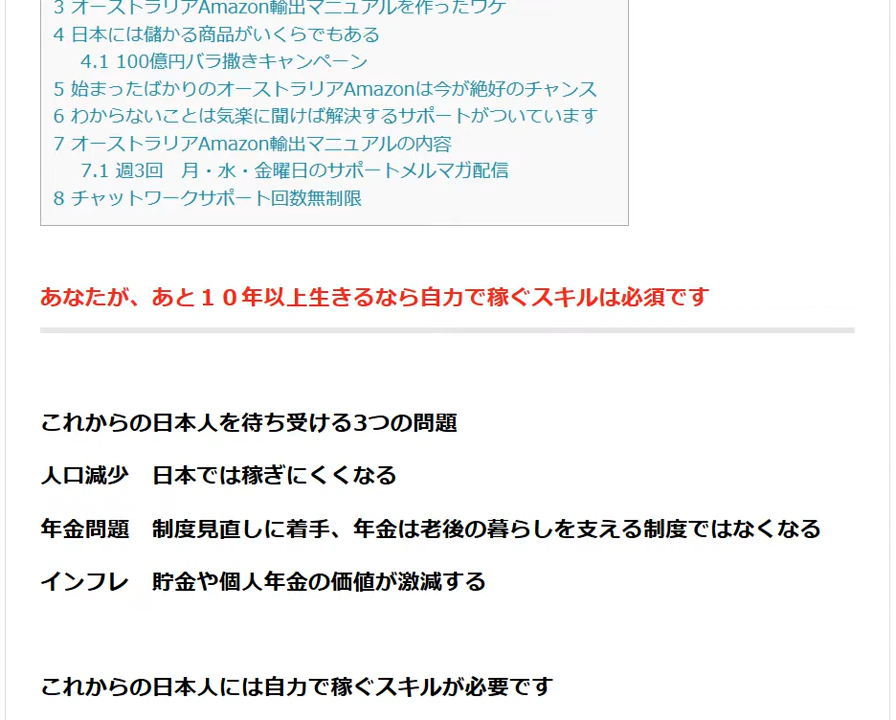 3 オーストラリアAmazon輸出マニュアルを作ったワケ
4 日本には儲かる商品がいくらでもある
4.1 100億円バラ撒きキャンペーン
5 始まったばかりのオーストラリアAmazonは今が絶好のチャンス
6 わからないことは気楽に聞けば解決するサポートがついています
7 オーストラリアAmazon輸出マニュアルの内容
7.1 週3回　月・水・金曜日のサポートメルマガ配信
8 チャットワークサポート回数無制限
あなたが、あと１０年以上生きるなら自力で稼ぐスキルは必須です
これからの日本人を待ち受ける3つの問題
人口減少　日本では稼ぎにくくなる
年金問題　制度見直しに着手、年金は老後の暮らしを支える制度ではなくなる
インフレ　貯金や個人年金の価値が激減する
これからの日本人には自力で稼ぐスキルが必要です